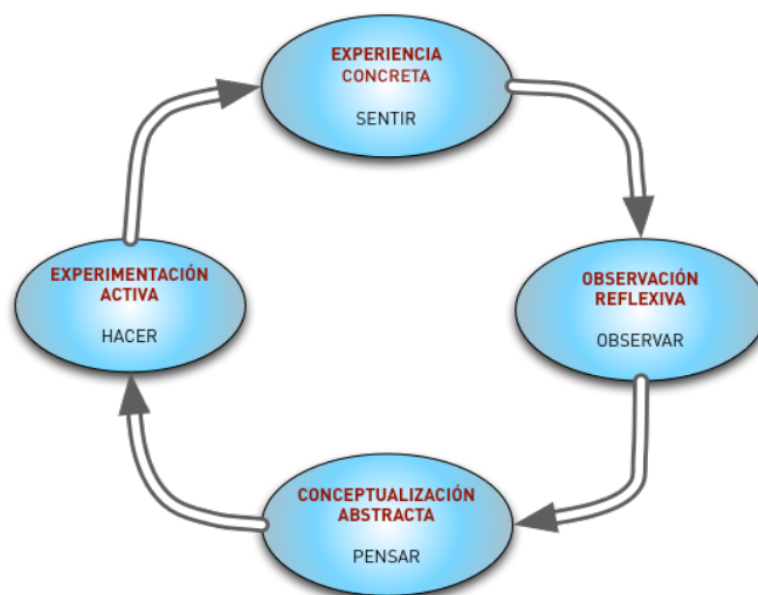 EXPERIENCIA
CONCRETA
SENTIR
EXPERIMENTACIÓN
ACTIVA
HACER
OBSERVACIÓN
REFLEXIVA
OBSERVAR
CONCEPTUALIZACIÓN
ABSTRACTA
PENSAR